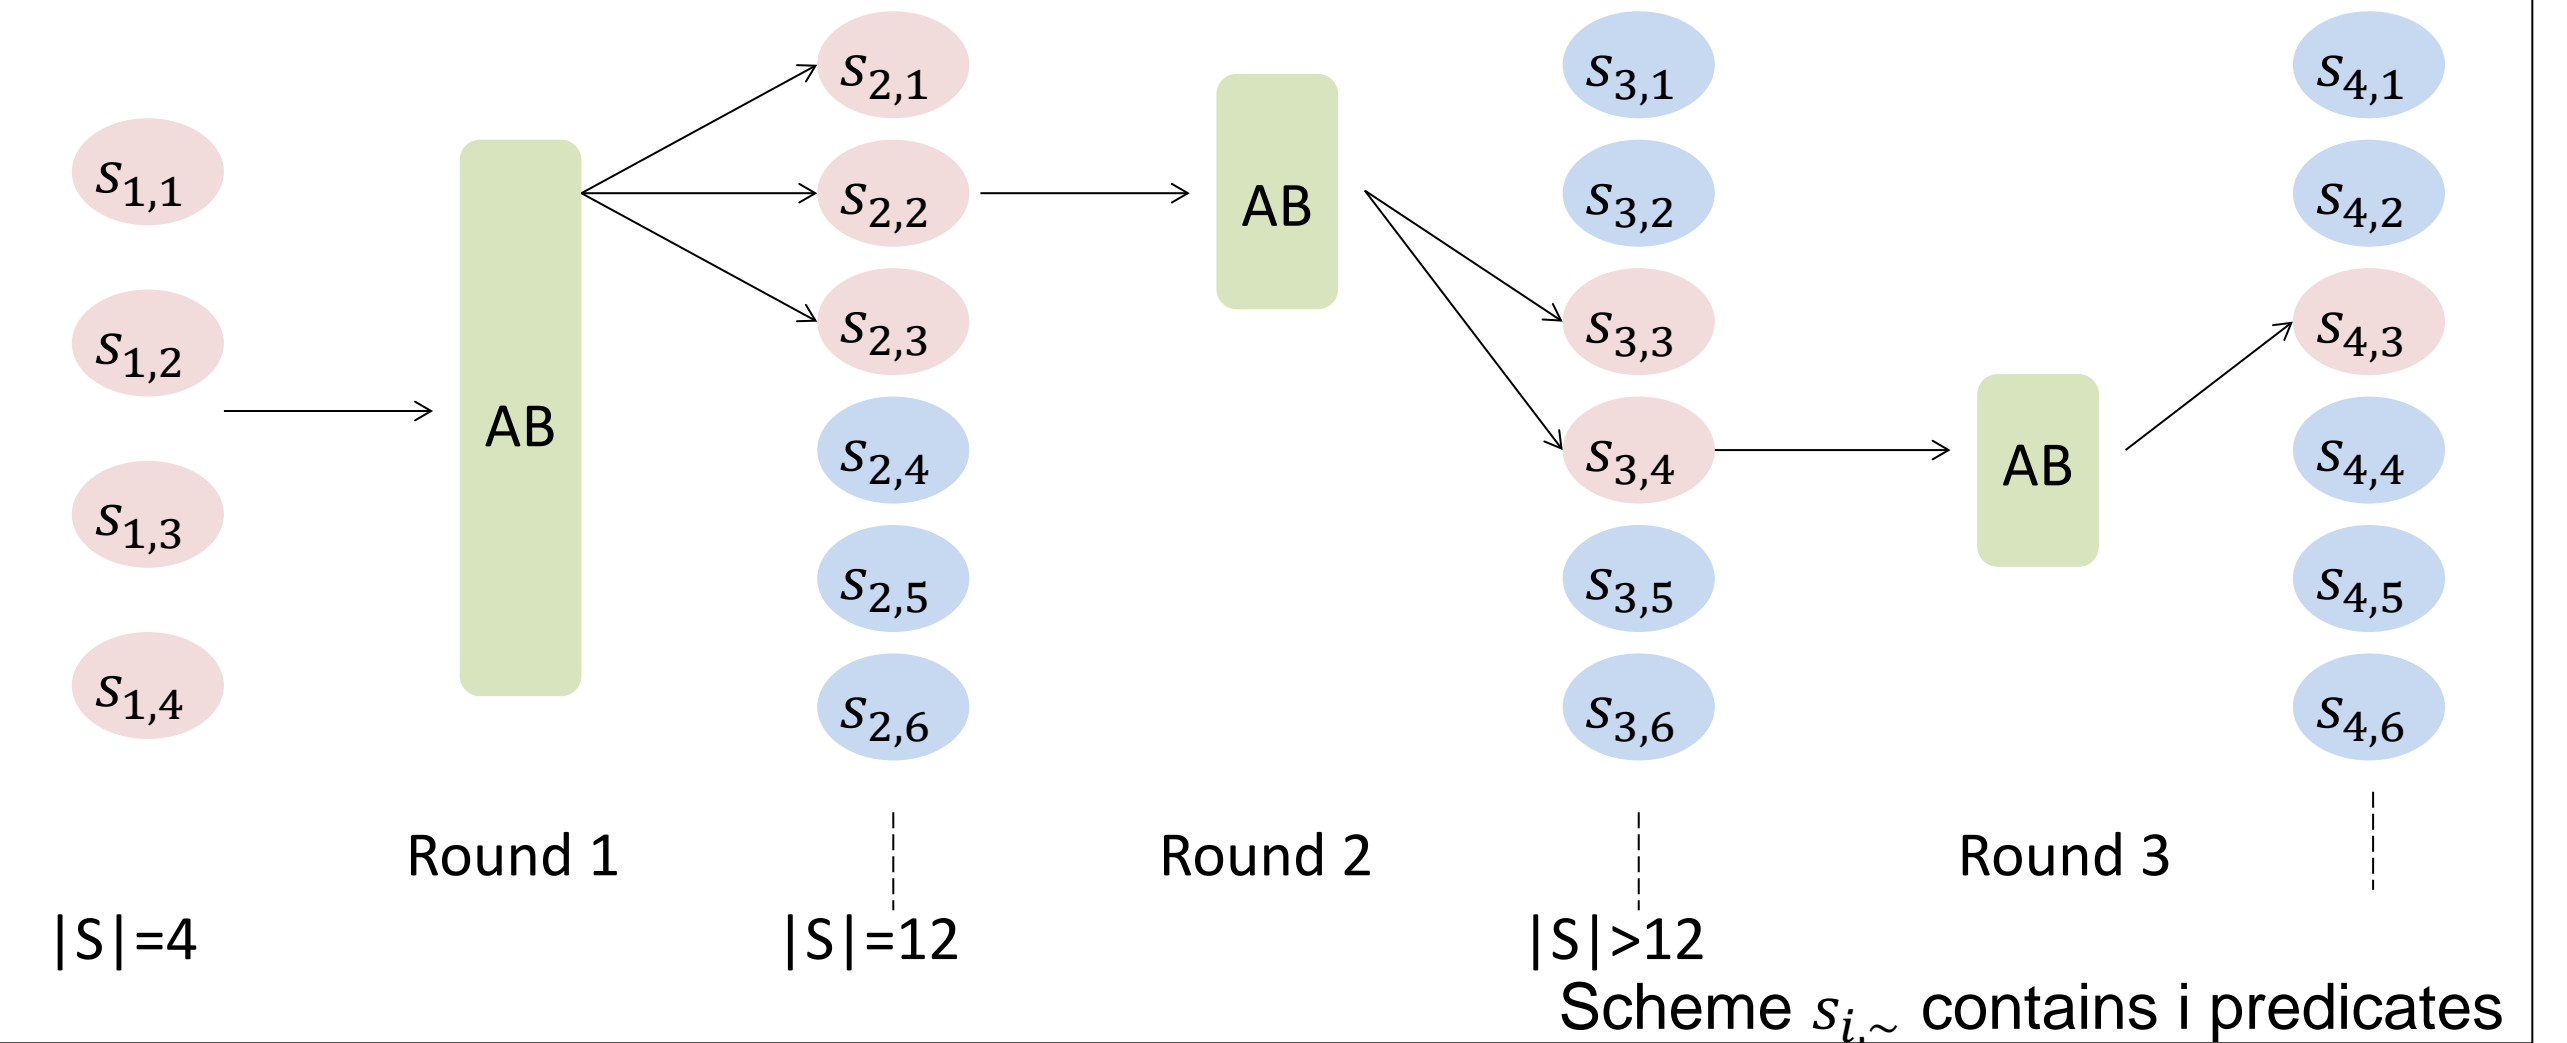 s1,1
s1,2
s1,3
s1,4
AB
s2,1
s2,2
s2,3
s2,4
s2,5
s2,6
AB
s3,1
s3,2
s3,3
s3,4
s3,5
s3,6
AB
s4,1
s4,2
s4,3
s4,4
s4,5
s4,6
Round 1
Round 2
Round 3
|S|=4
|S|=12
|S|>12
Scheme si,~ contains i predicates